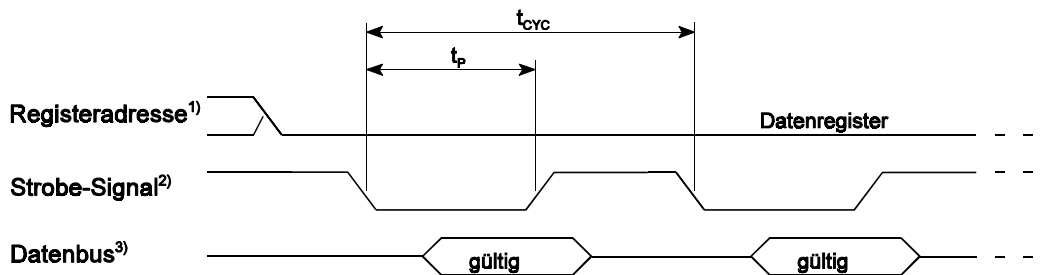 tCYC
tP
Registeradresse1)
Datenregister
Strobe-Signal2)
Datenbus3)
gültig
gültig